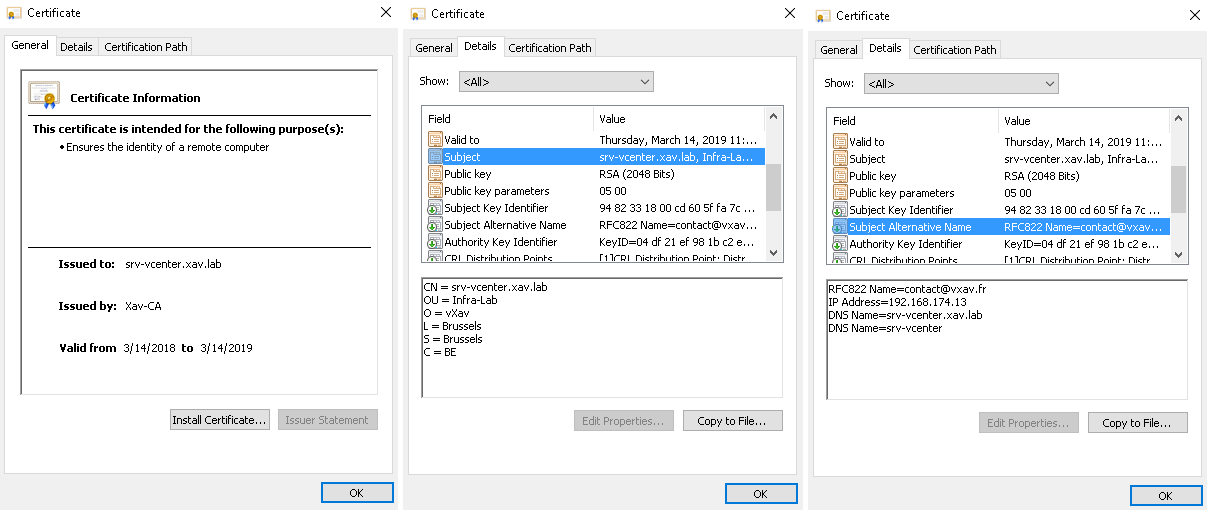 Certificate
General Details Certification Path
Certificate Information
This certificate is intended for the following purpose(s):
• Ensures the identity of a remote computer
Issued to: srv-vcenter.xav.lab
Issued by: Xav-CA
Valid from 3/14/2018 to 3/14/2019
Install Certificate... Issuer Statement
OK
Certificate
General Details Certification Path
Show: <All>
Field Value
Valid to Thursday, March 14, 2019 11:...
Subject srv-vcenter.xav.lab, Infra-La...
Public key RSA (2048 Bits)
Public key parameters 05 00
Subject Key Identifier 94 82 33 18 00 cd 60 5f fa 7c ...
Subject Alternative Name RFC822 Name=contact@vxav...
Authority Key Identifier KeyID=04 df 21 ef 98 1b c2 e...
CRL Distribution Points [1]CRL Distribution Point: Distr...
CN = srv-vcenter.xav.lab
OU = Infra-Lab
O = vXav
L = Brussels
S = Brussels
C = BE
Edit Properties... Copy to File...
OK
Certificate
General Details Certification Path
Show: <All>
Field Value
Valid to Thursday, March 14, 2019 11:...
Subject srv-vcenter.xav.lab, Infra-La...
Public key RSA (2048 Bits)
Public key parameters 05 00
Subject Key Identifier 94 82 33 18 00 cd 60 5f fa 7c ...
Subject Alternative Name RFC822 Name=contact@vxav...
Authority Key Identifier KeyID=04 df 21 ef 98 1b c2 e...
CRL Distribution Points [1]CRL Distribution Point: Distr...
RFC822 Name=contact@vxav.fr
IP Address=192.168.174.13
DNS Name=srv-vcenter.xav.lab
DNS Name=srv-vcenter
Edit Properties... Copy to File...
OK